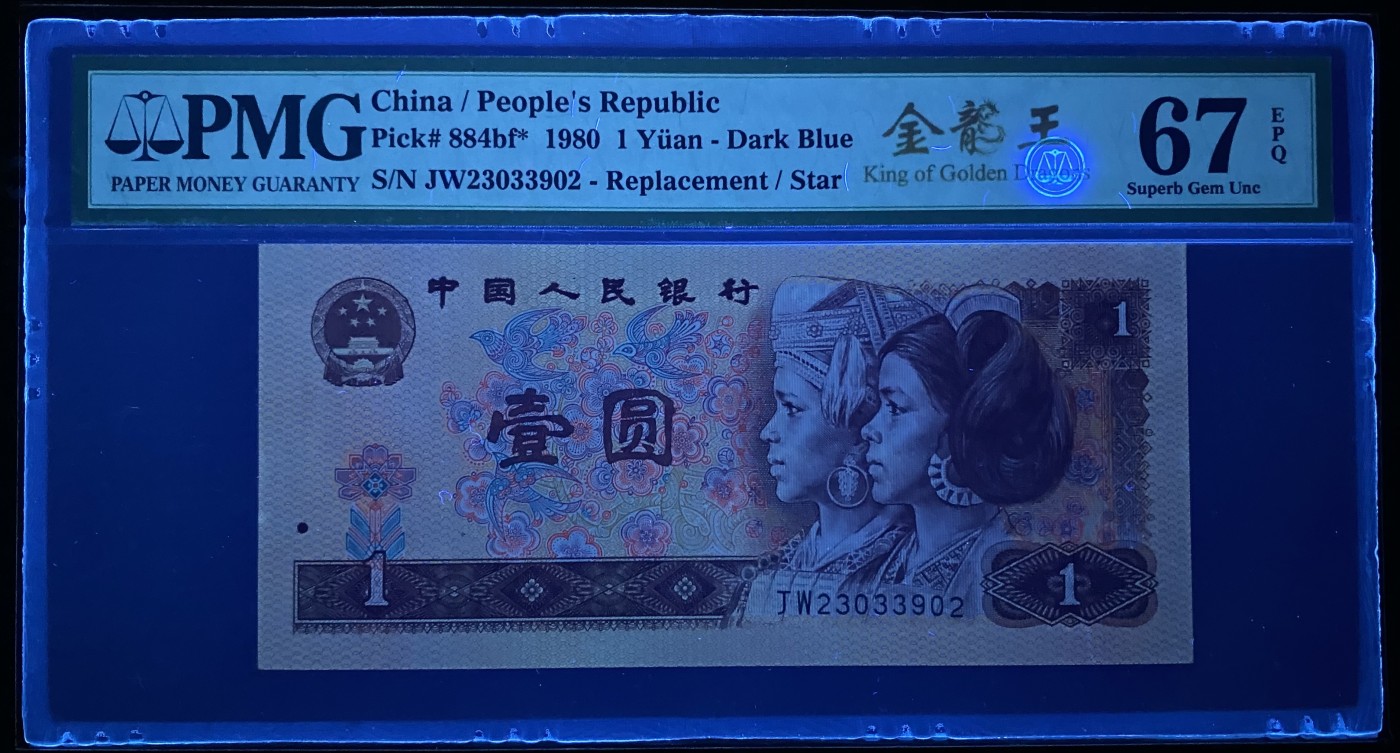 PMG
PAPER MONEY GUARANTY
China / People's Republic
Pick# 884bf* 1980 1 Yüan - Dark Blue
S/N JW23033902 - Replacement / Star
金龍王
King of Golden Dragons
67
EPQ
Superb Gem Unc
中国人民银行
1
壹圆
1
1
JW23033902